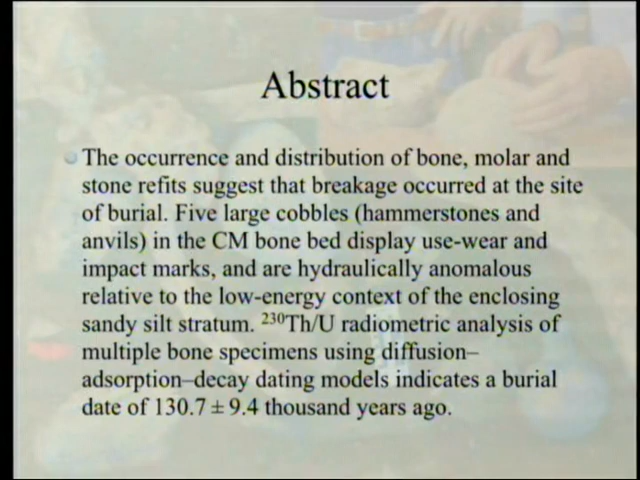 Abstract
The occurrence and distribution of bone, molar and
stone refits suggest that breakage occurred at the site
of burial. Five large cobbles (hammerstones and
anvils) in the CM bone bed display use-wear and
impact marks, and are hydraulically anomalous
relative to the low-energy context of the enclosing
sandy silt stratum. ²³⁰Th/U radiometric analysis of
multiple bone specimens using diffusion–
adsorption–decay dating models indicates a burial
date of 130.7 ± 9.4 thousand years ago.